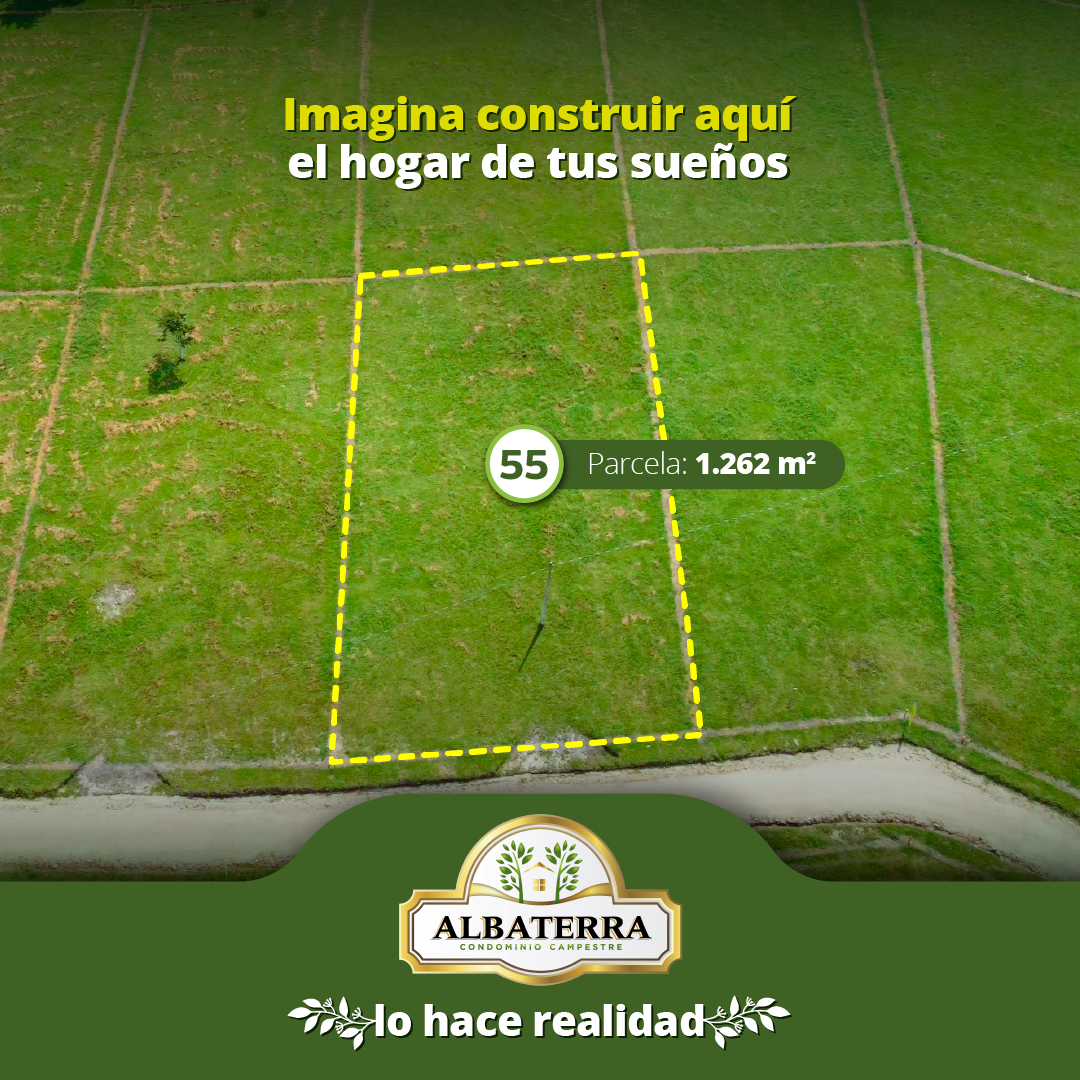 Imagina construir aquí
el hogar de tus sueños
55
Parcela: 1.262 m²
ALBATERRA
CONDOMINIO CAMPESTRE
lo hace realidad